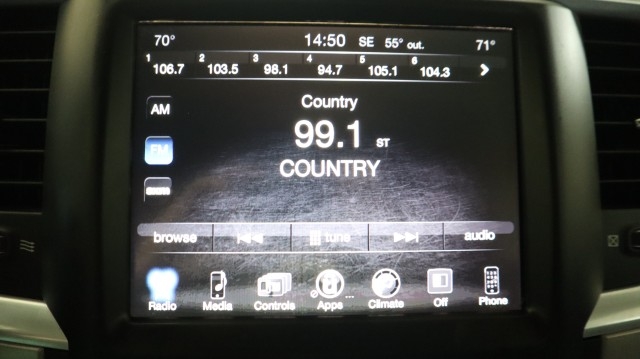 70° 14:50 SE 55° out. 71°
1 106.7 2 103.5 3 98.1 4 94.7 5 105.1 6 104.3
AM
Country
99.1 ST
FM
COUNTRY
browse tune audio
Radio Media Controls Apps ... Climate Off Phone